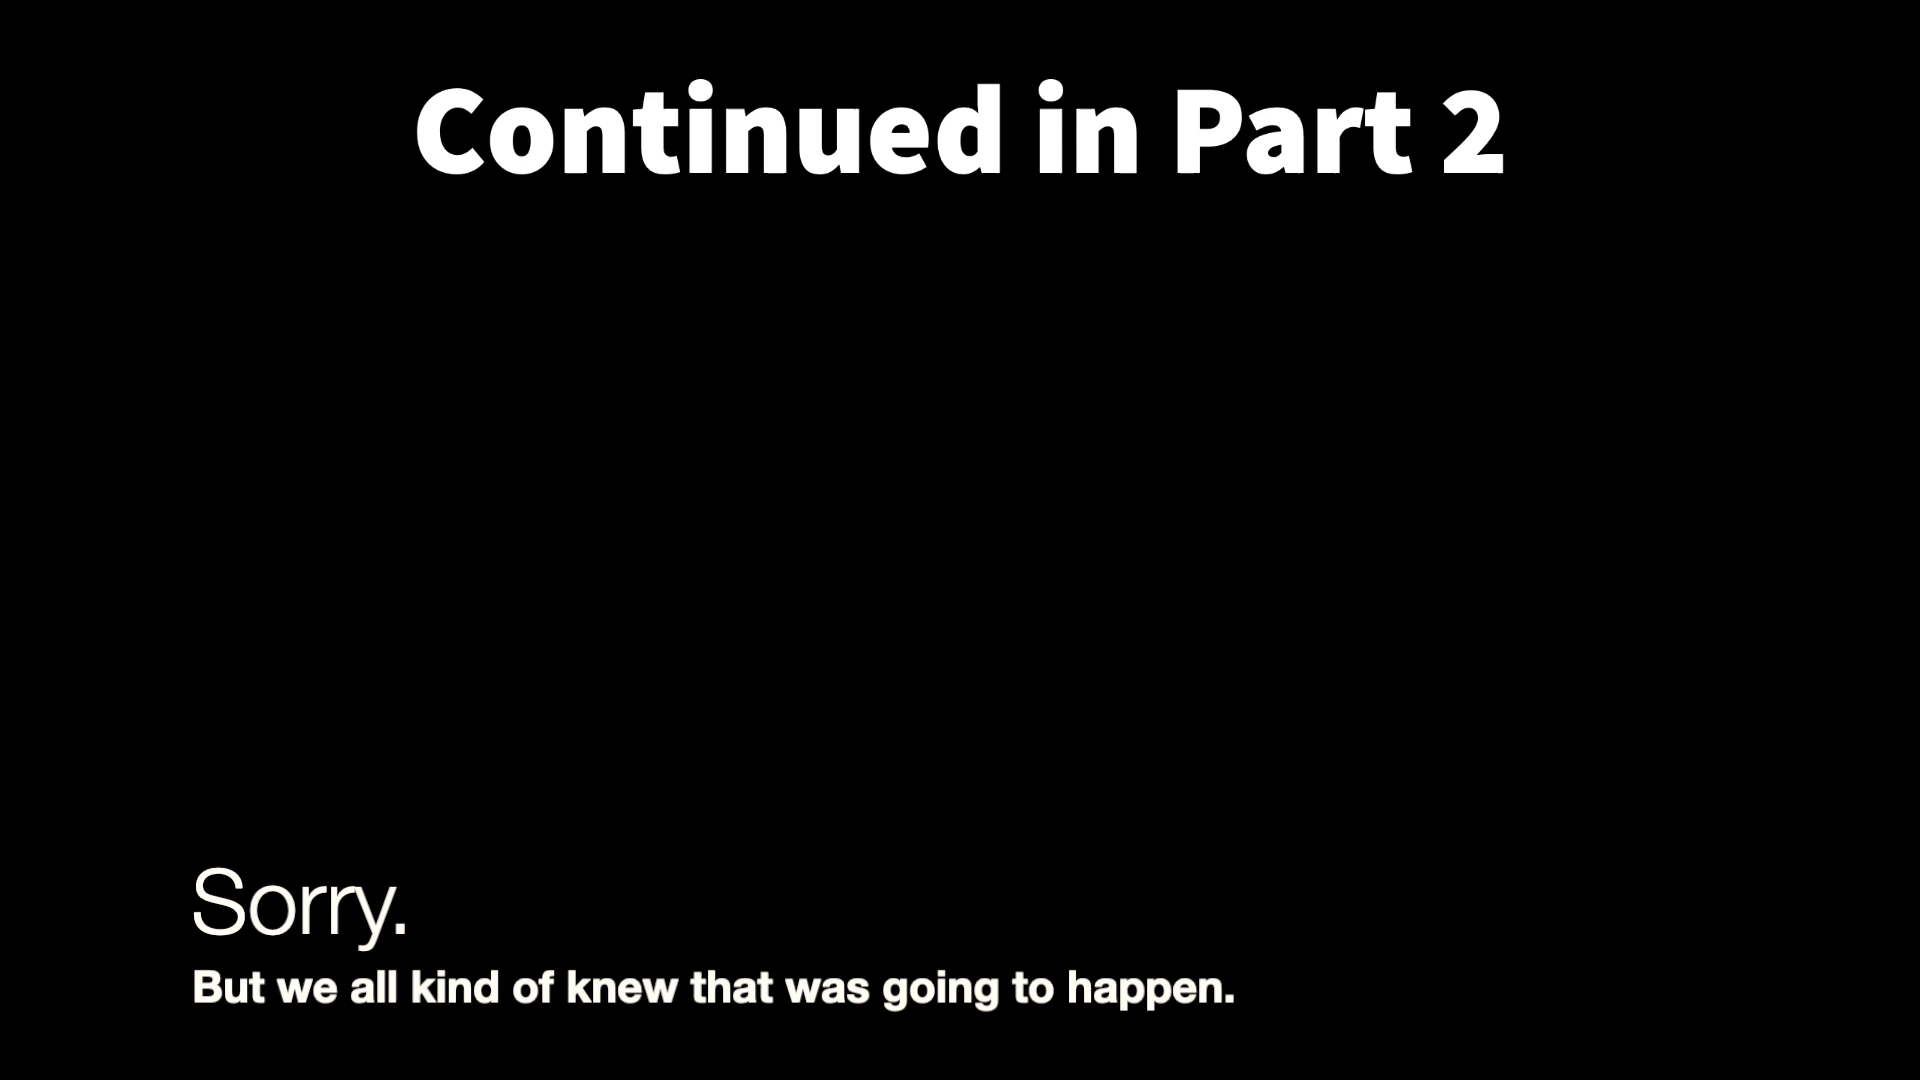 Continued in Part 2
Sorry.
But we all kind of knew that was going to happen.